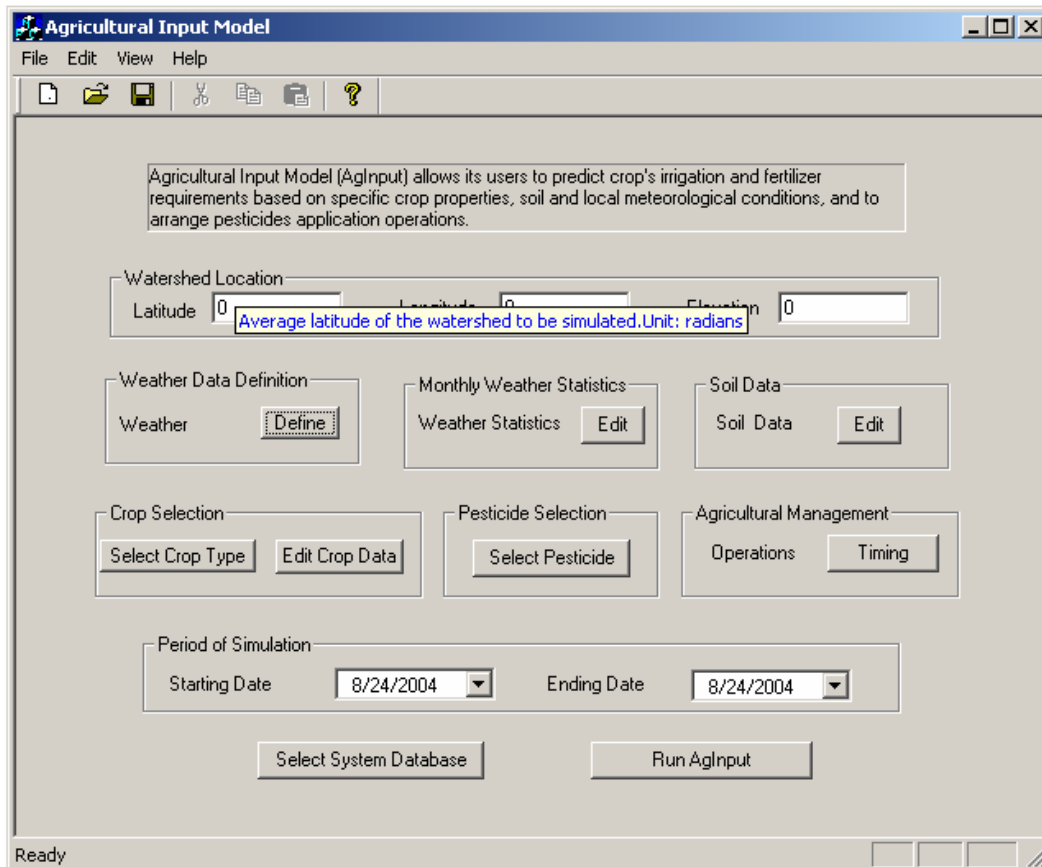 Agricultural Input Model
File Edit View Help
Agricultural Input Model (AgInput) allows its users to predict crop's irrigation and fertilizer
requirements based on specific crop properties, soil and local meteorological conditions, and to
arrange pesticides application operations.
Watershed Location
Latitude 0 Longitude 0 Elevation 0
Average latitude of the watershed to be simulated.Unit: radians
Weather Data Definition Monthly Weather Statistics Soil Data
Weather Define Weather Statistics Edit Soil Data Edit
Crop Selection Pesticide Selection Agricultural Management
Select Crop Type Edit Crop Data Select Pesticide Operations Timing
Period of Simulation
Starting Date 8/24/2004 Ending Date 8/24/2004
Select System Database Run AgInput
Ready